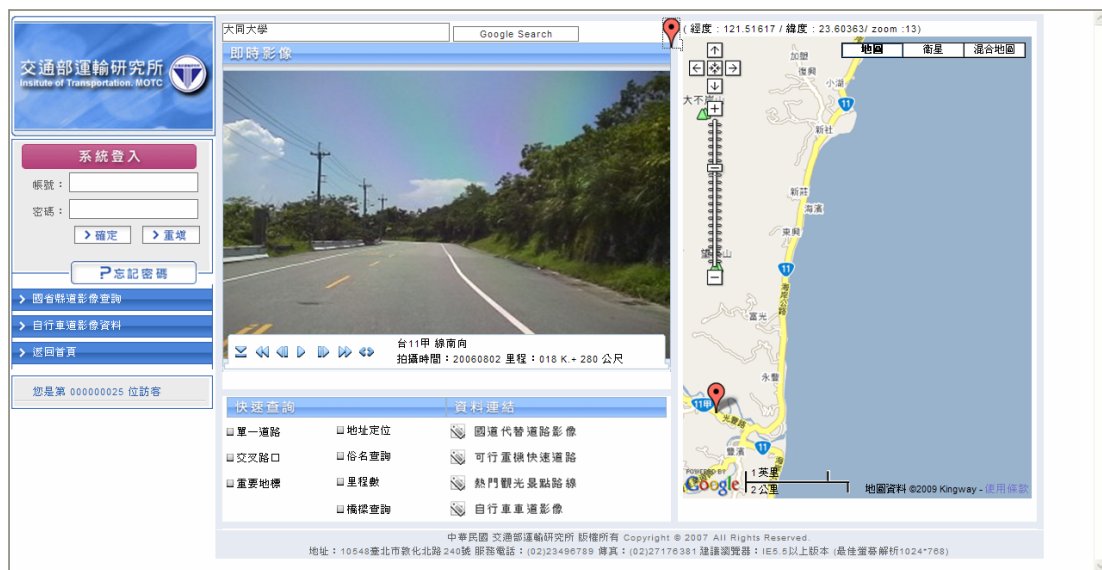 交通部運輸研究所
Insitute of Transportation. MOTC
系統登入
帳號：
密碼：
確定
重填
忘記密碼
國省縣道影像查詢
自行車道影像資料
返回首頁
您是第 000000025 位訪客
大同大學
Google Search
即時影像
台11甲 線南向
拍攝時間：20060802 里程：018 K.+ 280 公尺
快速查詢
單一道路
地址定位
交叉路口
俗名查詢
重要地標
里程數
橋樑查詢
資料連結
國道代替道路影像
可行重機快速道路
熱門觀光景點路線
自行車車道影像
( 經度 : 121.51617 / 緯度 : 23.60363/ zoom :13)
地圖
衛星
混合地圖
加塱
復興
小湖
11
新社
新莊
海濱
東興
11
海岸公路
富光
永豐
11甲
光豐路
豐濱
11
POWERED BY
Google
1 英里
2 公里
地圖資料 ©2009 Kingway - 使用條款
中華民國 交通部運輸研究所 版權所有 Copyright © 2007 All Rights Reserved.
地址：10548臺北市敦化北路240號 服務電話：(02)23496789 傳真：(02)27176381 建議瀏覽器：IE5.5以上版本 (最佳螢幕解析1024*768)